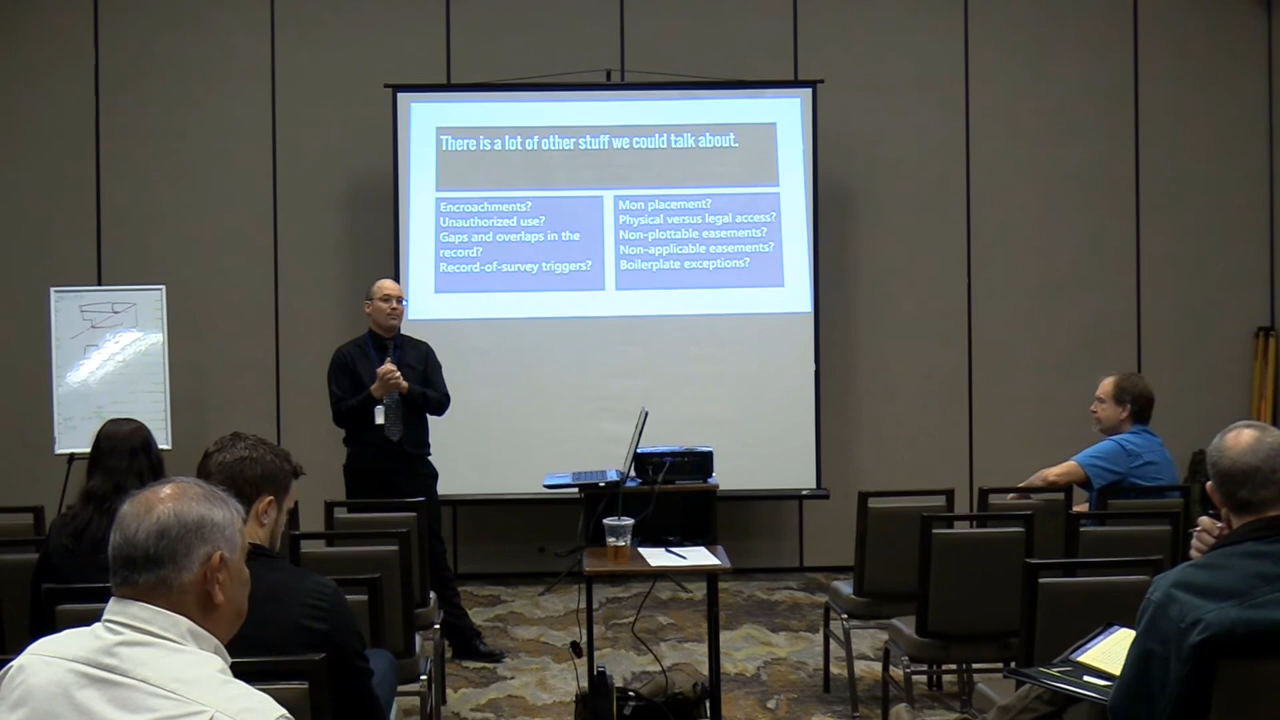 There is a lot of other stuff we could talk about.
Encroachments?
Unauthorized use?
Gaps and overlaps in the
record?
Record-of-survey triggers?
Mon placement?
Physical versus legal access?
Non-plottable easements?
Non-applicable easements?
Boilerplate exceptions?